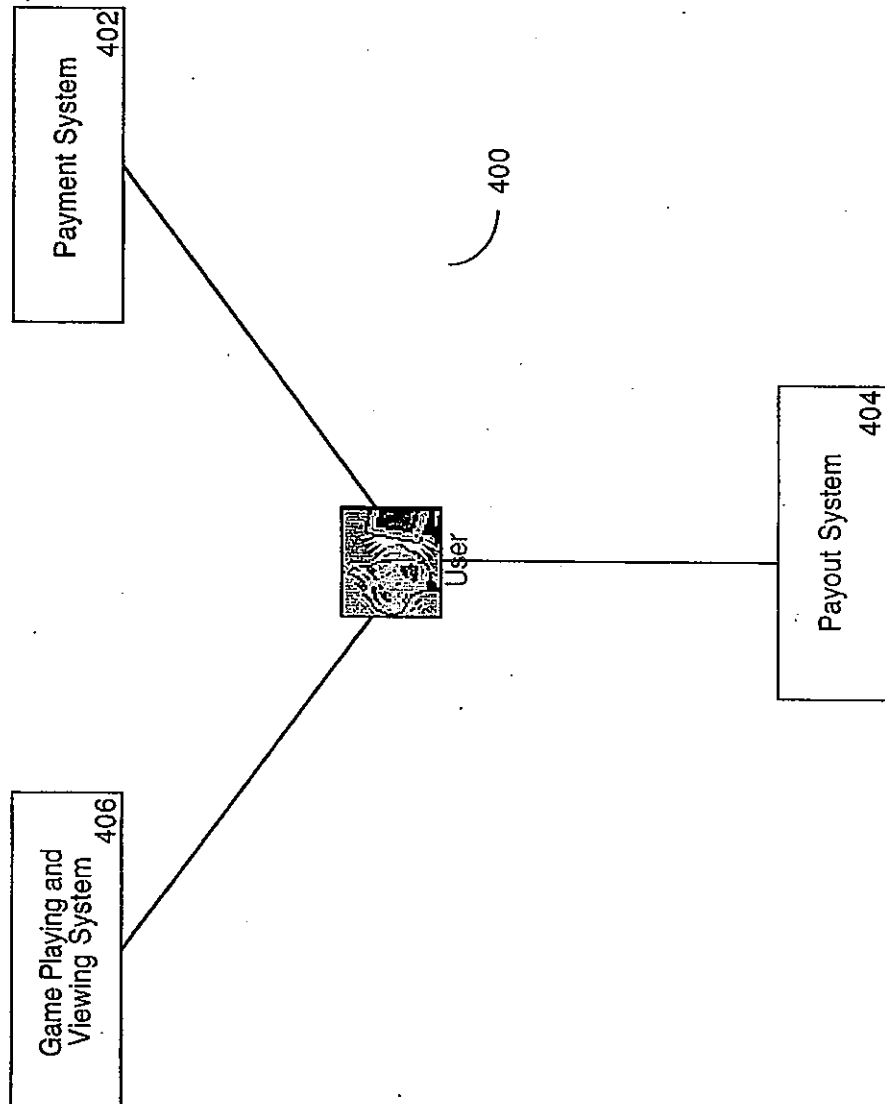 Game Playing and
Viewing System
406
Payment System
402
User
400
Payout System
404